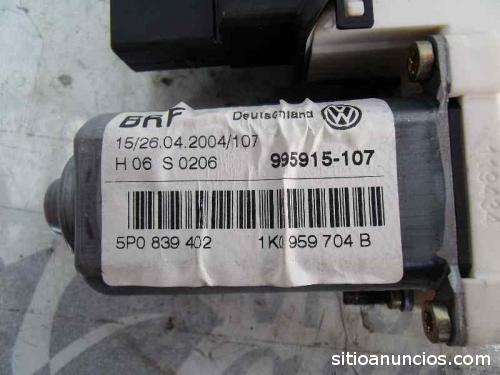 BRF Deutschland
15/26.04.2004/107
H 06 S 0206 995915-107
5P0 839 402 1K0 959 704 B
sitioanuncios.com